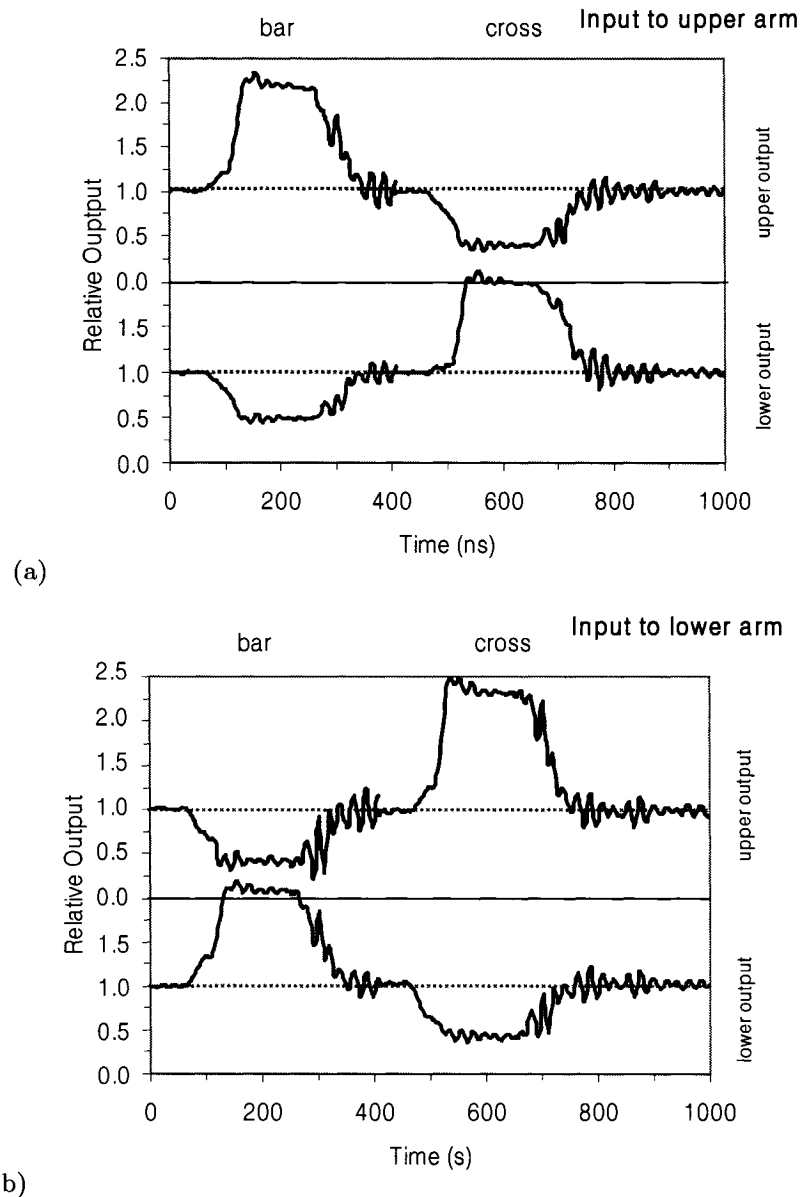 bar cross Input to upper arm
2.5
2.0
1.5
1.0
0.5
0.0
1.5
1.0
0.5
0.0
Relative Ouptput
upper output
lower output
0 200 400 600 800 1000
Time (ns)
(a)
bar cross Input to lower arm
2.5
2.0
1.5
1.0
0.5
0.0
1.5
1.0
0.5
0.0
Relative Output
upper output
lower output
0 200 400 600 800 1000
Time (s)
b)